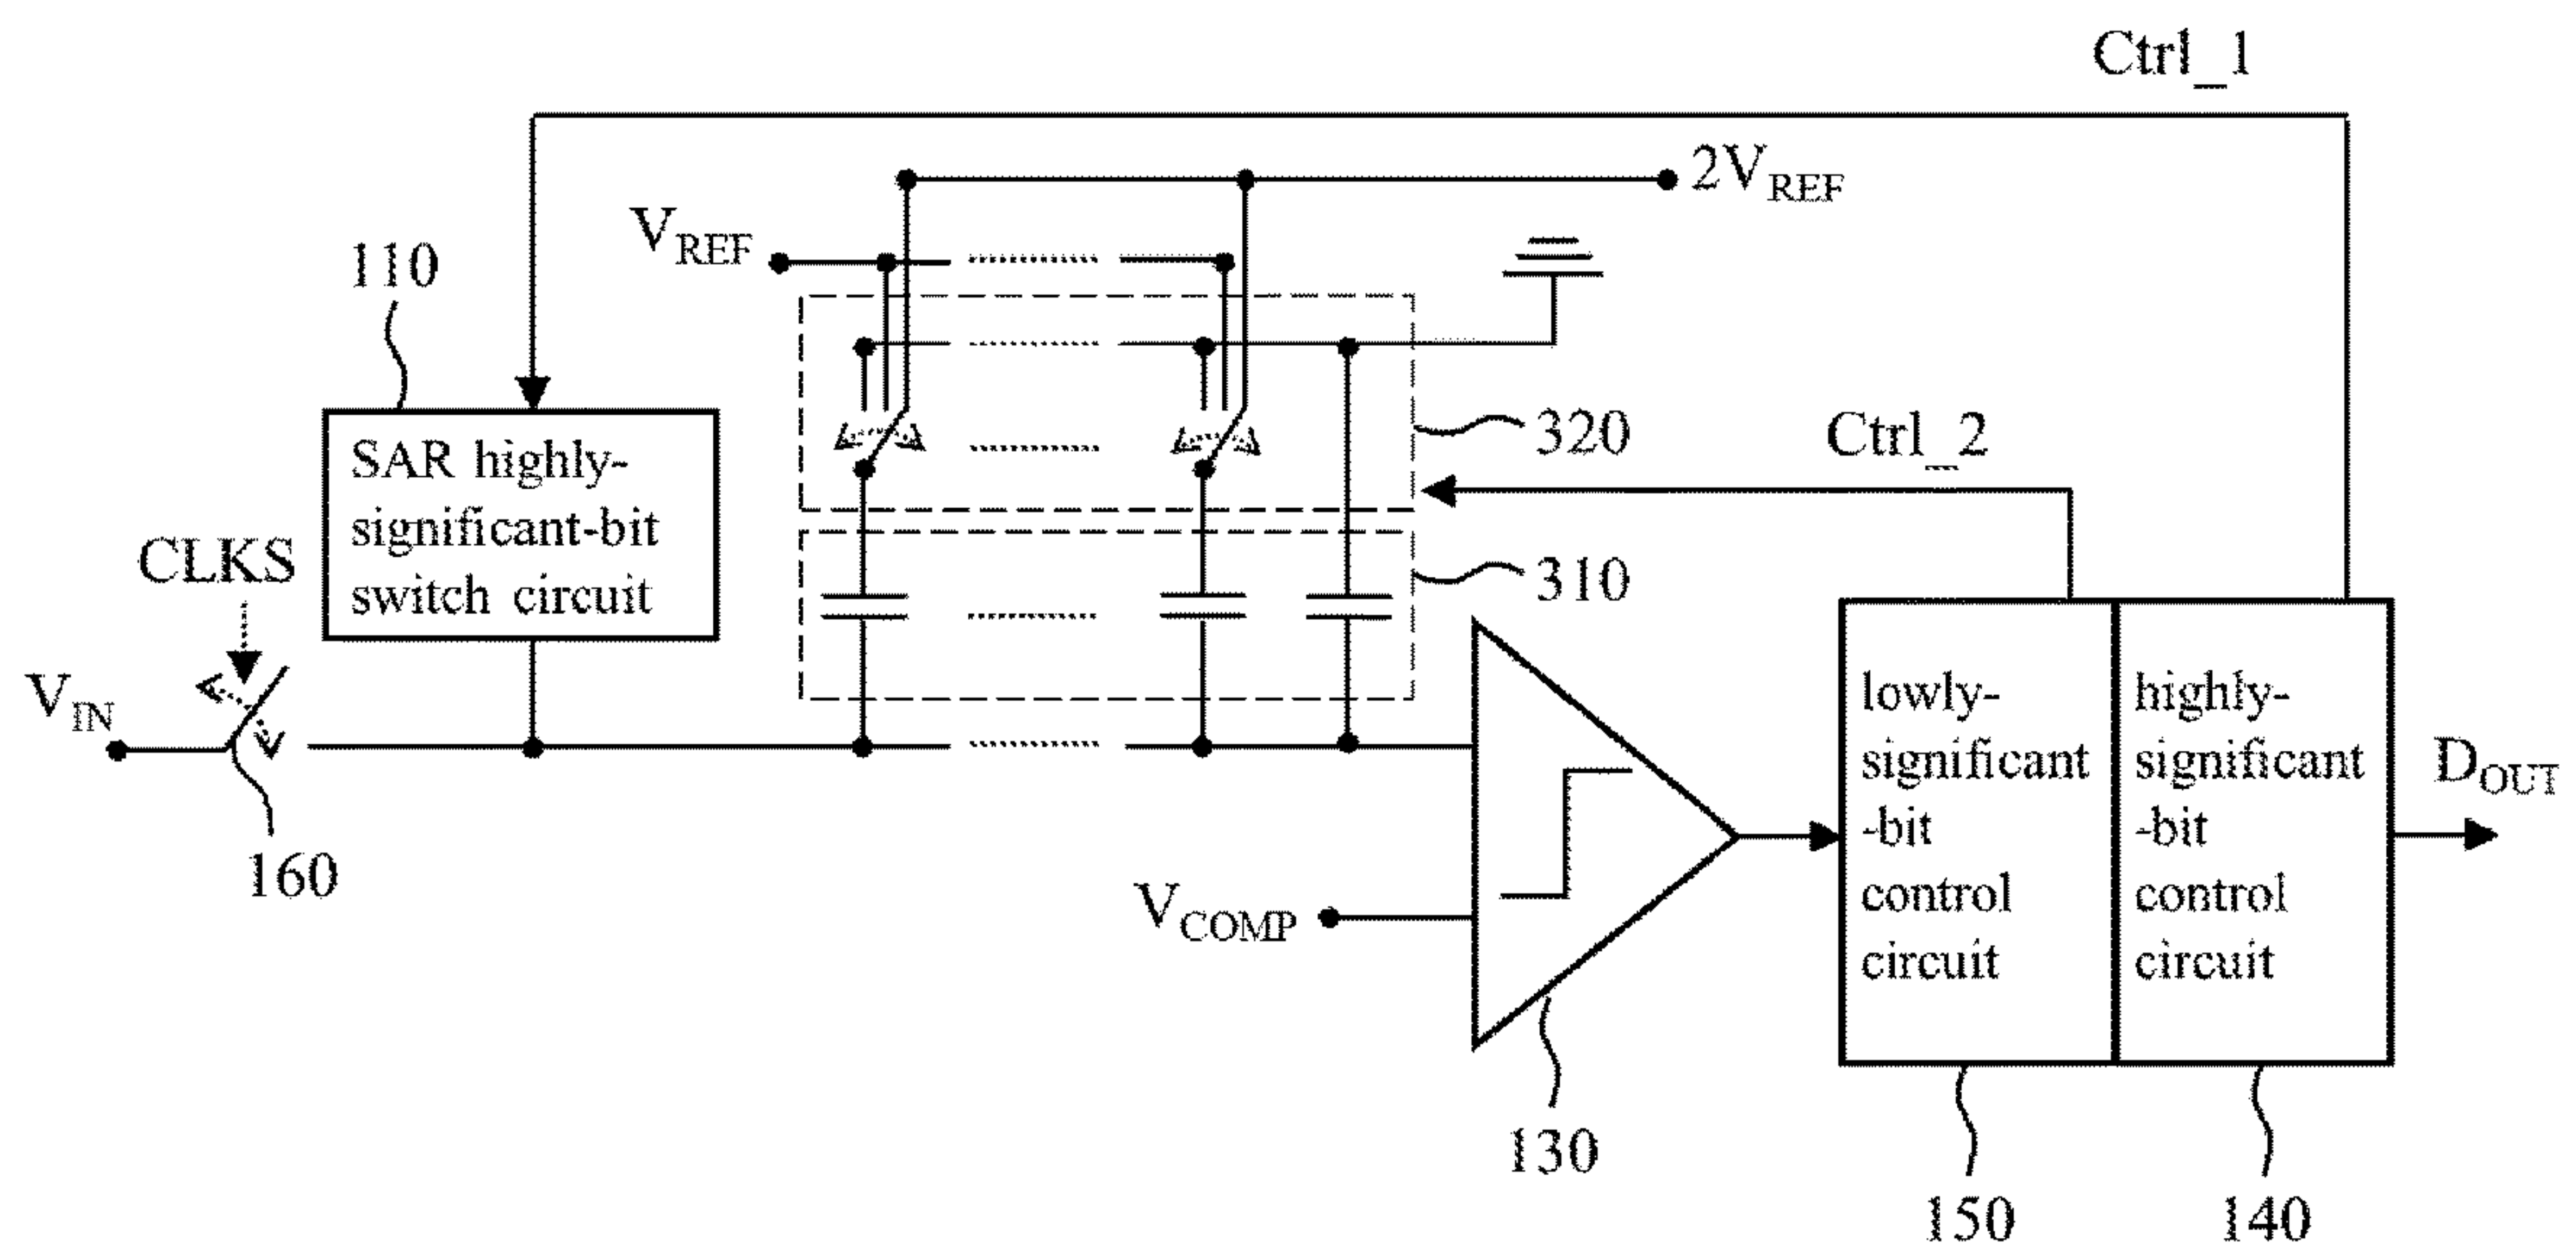 Ctrl_1
2VREF
VREF
110
320
Ctrl_2
SAR highly-
significant-bit
switch circuit
CLKS
310
VIN
lowly-
significant
-bit
control
circuit
highly-
significant
-bit
control
circuit
DOUT
160
VCOMP
130
150
140